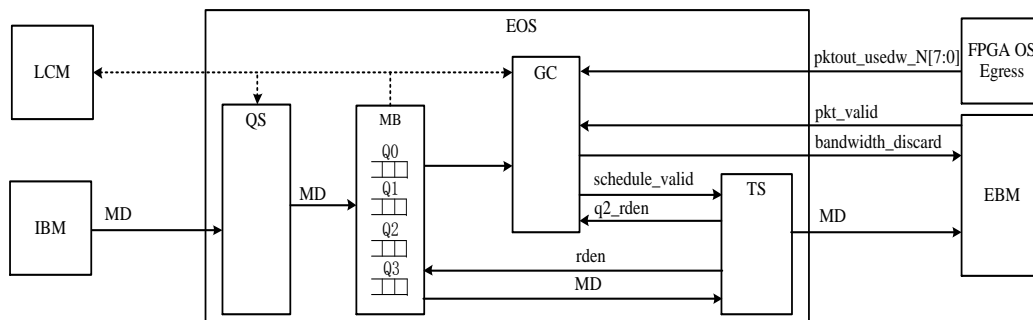 EOS
LCM
GC
pktout_usedw_N[7:0]
FPGA OS
Egress
QS
MB
pkt_valid
bandwidth_discard
Q0
Q1
Q2
Q3
schedule_valid
TS
q2_rden
IBM
MD
MD
MD
EBM
rden
MD